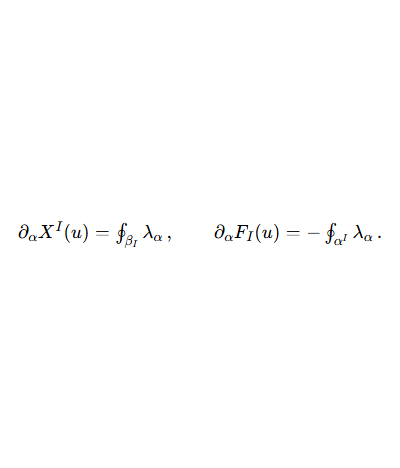 ∂_α X^I(u) = ∮_{β_I} λ_α ,  ∂_α F_I(u) = − ∮_{α^I} λ_α .